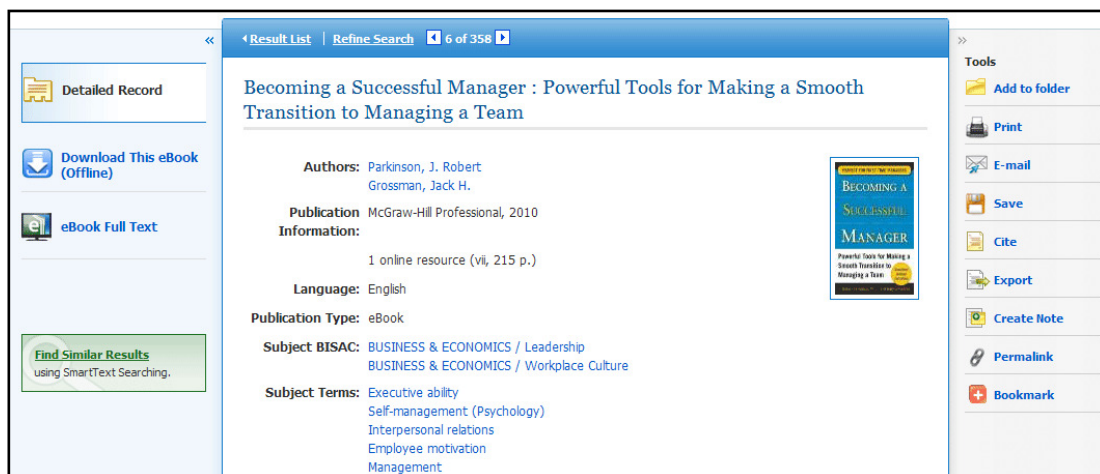 «
Result List | Refine Search 6 of 358
Detailed Record
Download This eBook
(Offline)
eBook Full Text
Find Similar Results
using SmartText Searching.
Becoming a Successful Manager : Powerful Tools for Making a Smooth
Transition to Managing a Team
Authors: Parkinson, J. Robert
Grossman, Jack H.
Publication McGraw-Hill Professional, 2010
Information:
1 online resource (vii, 215 p.)
Language: English
Publication Type: eBook
Subject BISAC: BUSINESS & ECONOMICS / Leadership
BUSINESS & ECONOMICS / Workplace Culture
Subject Terms: Executive ability
Self-management (Psychology)
Interpersonal relations
Employee motivation
Management
BECOMING A
SUCCESSFUL
MANAGER
Powerful Tools for Making a
Smooth Transition to
Managing a Team
»
Tools
Add to folder
Print
E-mail
Save
Cite
Export
Create Note
Permalink
Bookmark